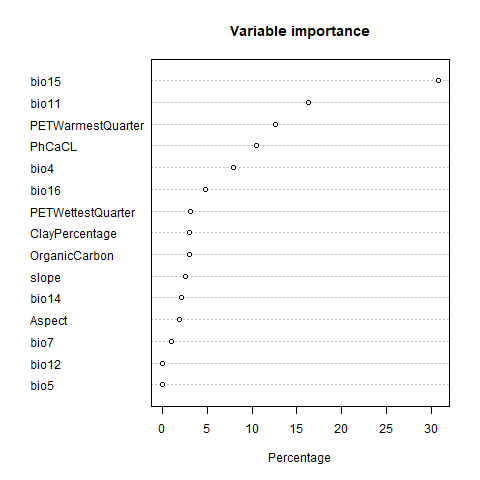 Variable importance
bio15
bio11
PETWarmestQuarter
PhCaCL
bio4
bio16
PETWettestQuarter
ClayPercentage
OrganicCarbon
slope
bio14
Aspect
bio7
bio12
bio5
0 5 10 15 20 25 30
Percentage